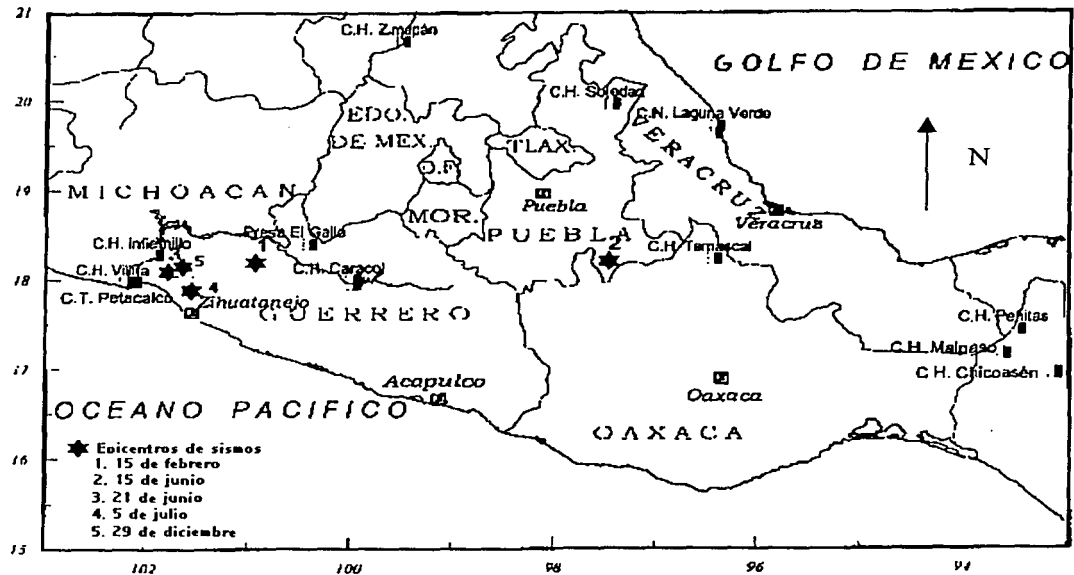 21
C.H. Zimapán
GOLFO DE MEXICO
20
C.H. Soledad
C.N. Laguna Verde
EDO.
DE MEX.
TLAX.
VERACRUZ
N
D.F.
19
MICHOACAN
Puebla
MOR.
PUEBLA
Veracruz
C.H. Infiernillo
Presa El Gallo
1
2
C.H. Temascal
5
C.H. Villita
C.H. Caracol
18
4
C.T. Petacalco
Zihuatanejo
GUERRERO
C.H. Peñitas
C.H. Malpaso
C.H. Chicoasén
17
Acapulco
Oaxaca
OCEANO PACIFICO
OAXACA
Epicentros de sismos
1. 15 de febrero
16
2. 15 de junio
3. 21 de junio
4. 5 de julio
5. 29 de diciembre
15
102 100 98 96 94